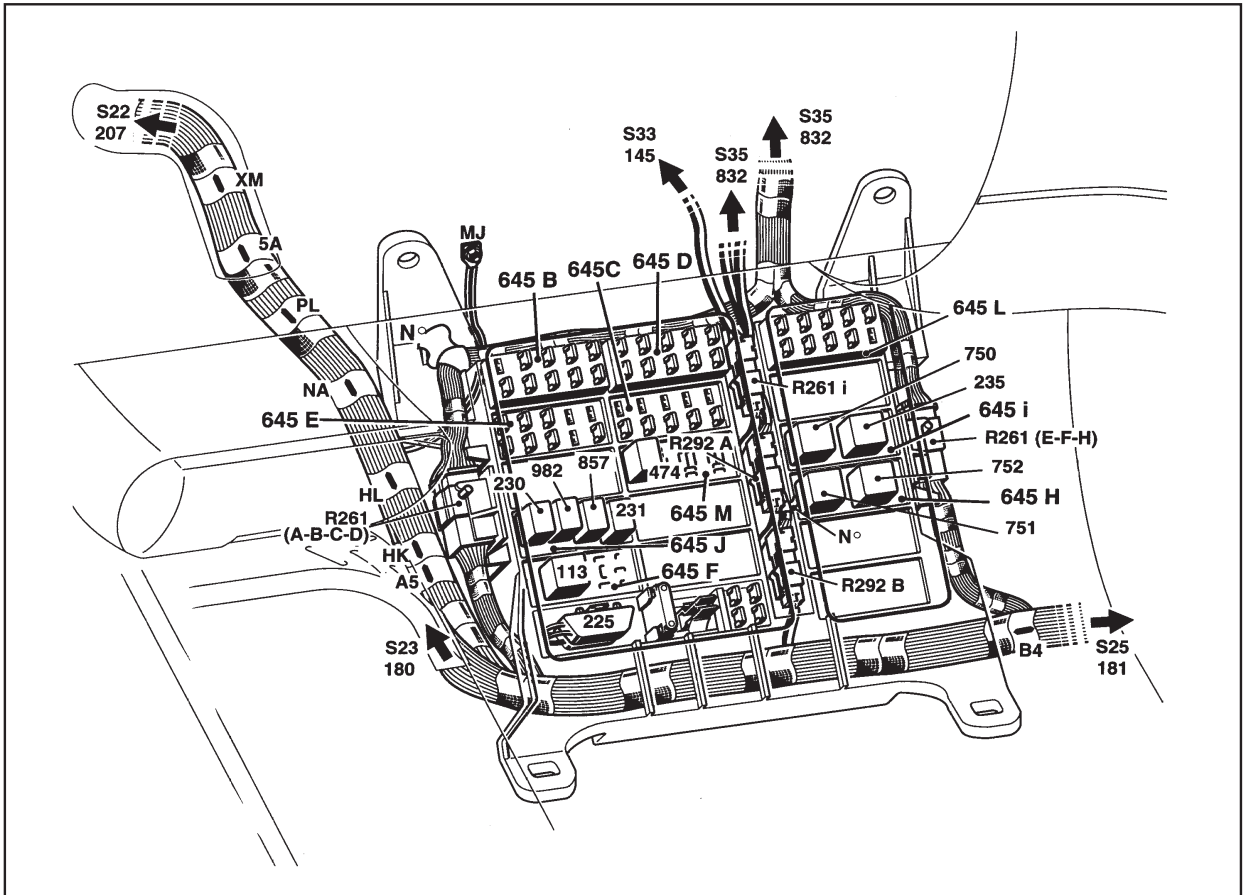 S22
207
S33
145
S35
832
S35
832
XM
5A
MJ
PL
645 B
645C
645 D
N°
645 L
750
NA
R261 i
235
645 E
645 i
R292 A
R261 (E-F-H)
982
857
474
752
HL
230
231
645 M
645 H
R261
(A-B-C-D)
751
N°
645 J
HK
A5
113
645 F
R292 B
225
S23
180
B4
S25
181